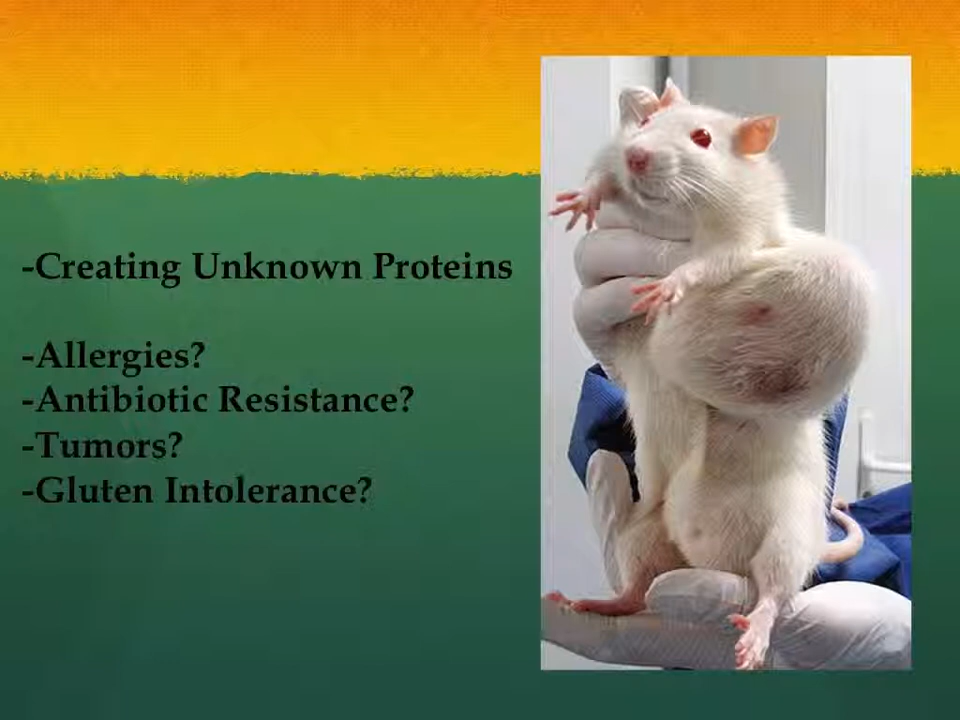 -Creating Unknown Proteins
-Allergies?
-Antibiotic Resistance?
-Tumors?
-Gluten Intolerance?